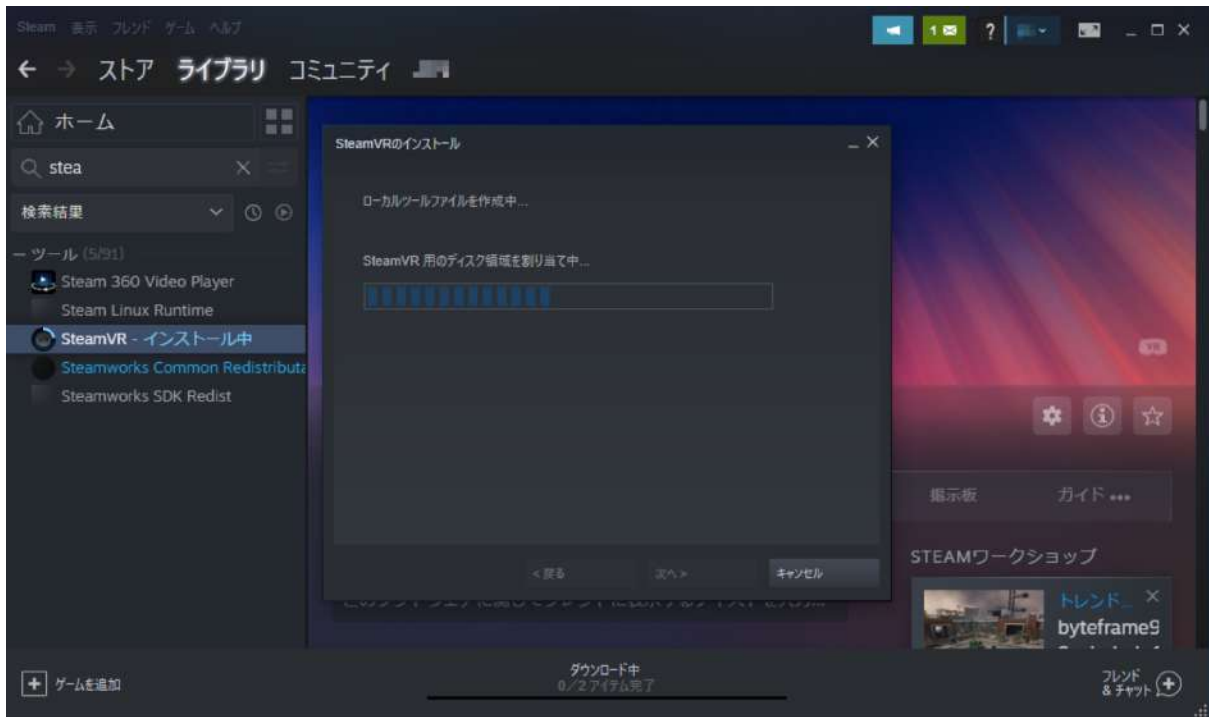 Steam 表示 フレンド ゲーム ヘルプ
1
?
ストア ライブラリ コミュニティ
ホーム
stea
検索結果
ツール (5/91)
Steam 360 Video Player
Steam Linux Runtime
SteamVR - インストール中
Steamworks Common Redistributa
Steamworks SDK Redist
SteamVRのインストール
ローカルツールファイルを作成中...
SteamVR 用のディスク領域を割り当て中...
<戻る 次へ> キャンセル
VR
掲示板 ガイド
STEAMワークショップ
トレンド...
byteframe9
ゲームを追加
ダウンロード中
0/2 アイテム完了
フレンド
& チャット